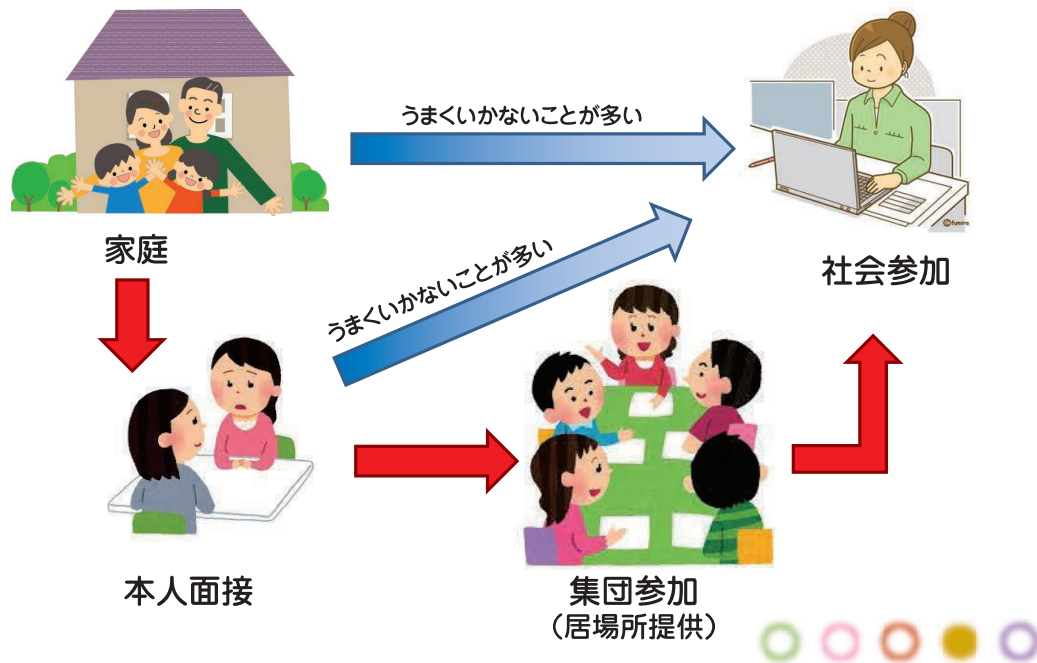 うまくいかないことが多い
©fumira
家庭
社会参加
うまくいかないことが多い
本人面接
集団参加
（居場所提供）